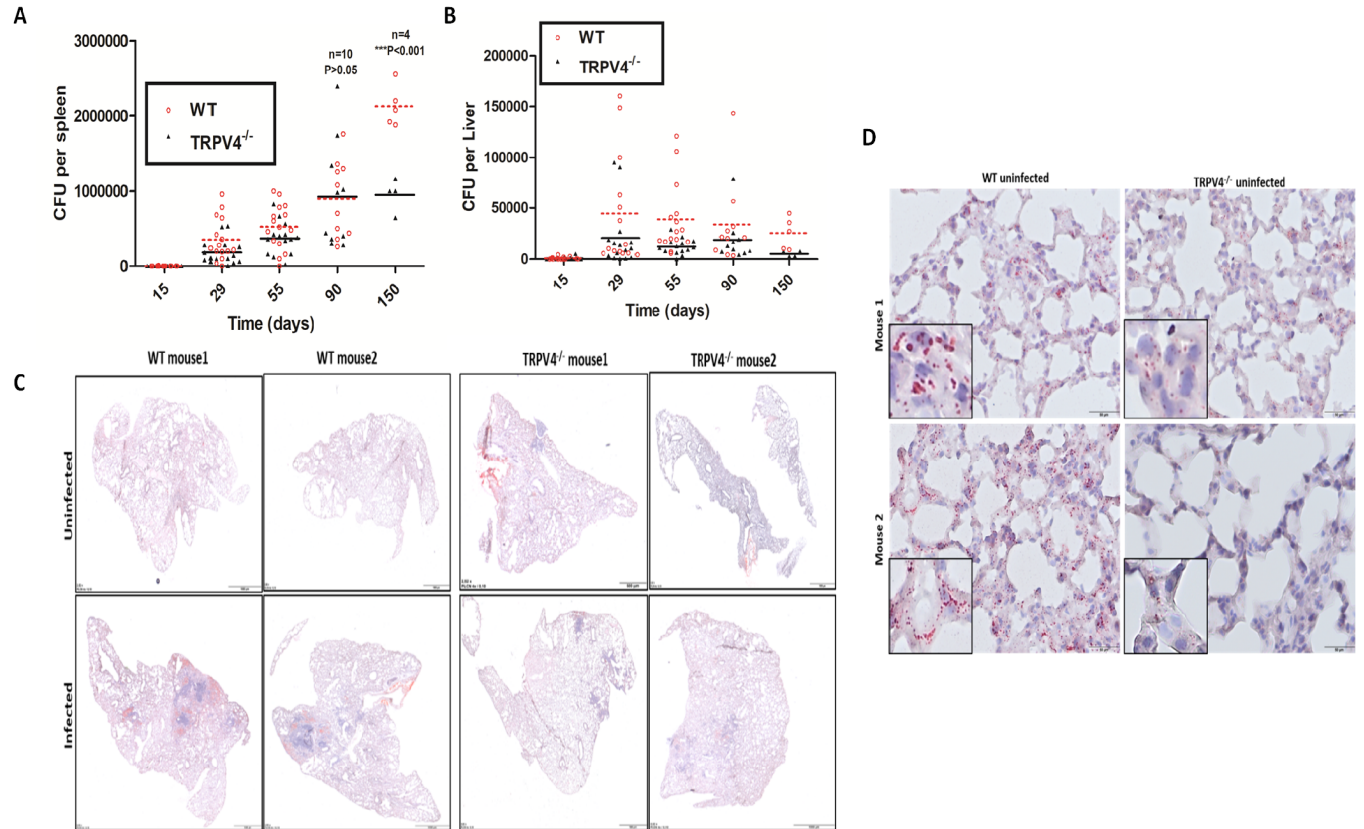 A
3000000
2000000
1000000
0
CFU per spleen
WT
TRPV4-/-
n=10
P>0.05
n=4
***P<0.001
15
29
55
90
150
Time (days)
B
200000
150000
100000
50000
0
CFU per Liver
WT
TRPV4-/-
15
29
55
90
150
Time (days)
C
WT mouse1
WT mouse2
TRPV4-/- mouse1
TRPV4-/- mouse2
Uninfected
Infected
D
WT uninfected
TRPV4-/- uninfected
Mouse 1
Mouse 2